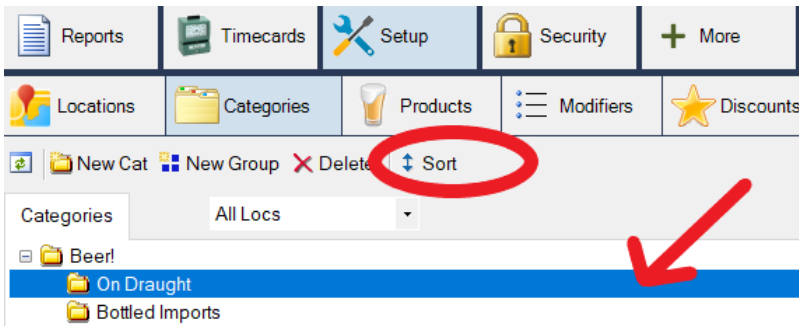 Reports Timecards Setup Security More
Locations Categories Products Modifiers Discounts
New Cat New Group Delete Sort
Categories All Locs
Beer!
On Draught
Bottled Imports